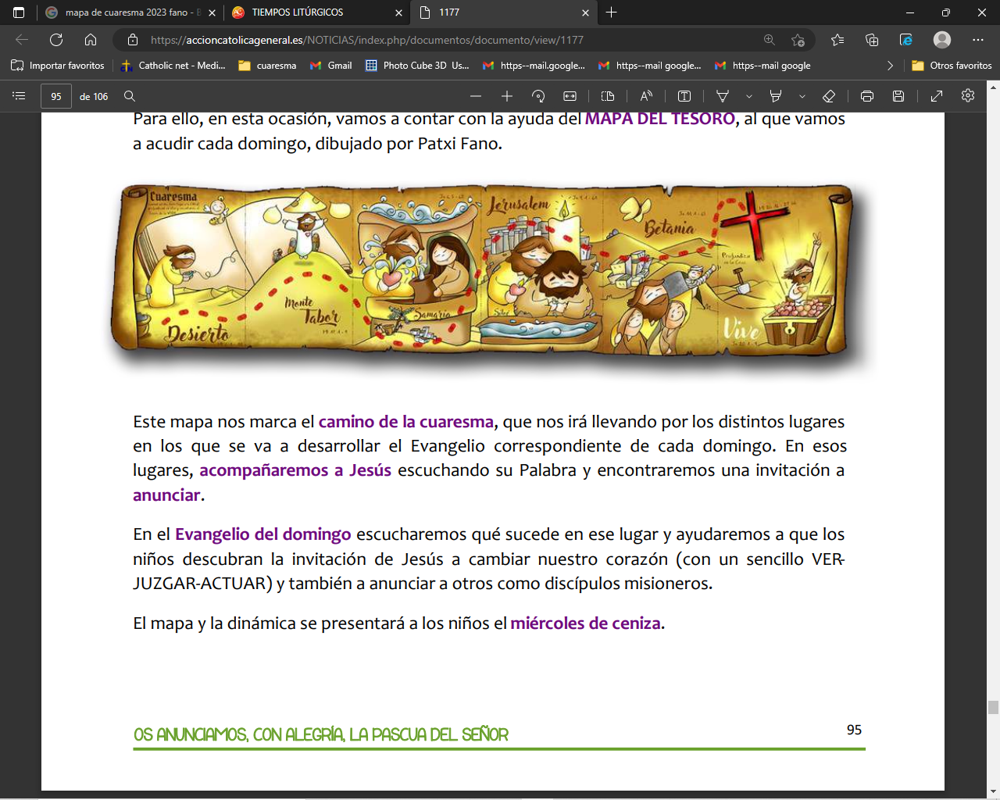 mapa de cuaresma 2023 fano - B
TIEMPOS LITÚRGICOS
1177
https://accioncatolicageneral.es/NOTICIAS/index.php/documentos/documento/view/1177
Importar favoritos
Catholic net - Medi...
cuaresma
Gmail
Photo Cube 3D Us...
https--mail.google...
https--mail google...
https--mail google
Otros favoritos
95 de 106
Para ello, en esta ocasión, vamos a contar con la ayuda del MAPA DEL TESORO, al que vamos
a acudir cada domingo, dibujado por Patxi Fano.
Cuaresma
Desierto
Monte
Tabor
Samaria
Jerusalem
Betania
Vive
Este mapa nos marca el camino de la cuaresma, que nos irá llevando por los distintos lugares
en los que se va a desarrollar el Evangelio correspondiente de cada domingo. En esos
lugares, acompañaremos a Jesús escuchando su Palabra y encontraremos una invitación a
anunciar.
En el Evangelio del domingo escucharemos qué sucede en ese lugar y ayudaremos a que los
niños descubran la invitación de Jesús a cambiar nuestro corazón (con un sencillo VER-
JUZGAR-ACTUAR) y también a anunciar a otros como discípulos misioneros.
El mapa y la dinámica se presentará a los niños el miércoles de ceniza.
OS ANUNCIAMOS, CON ALEGRÍA, LA PASCUA DEL SEÑOR
95